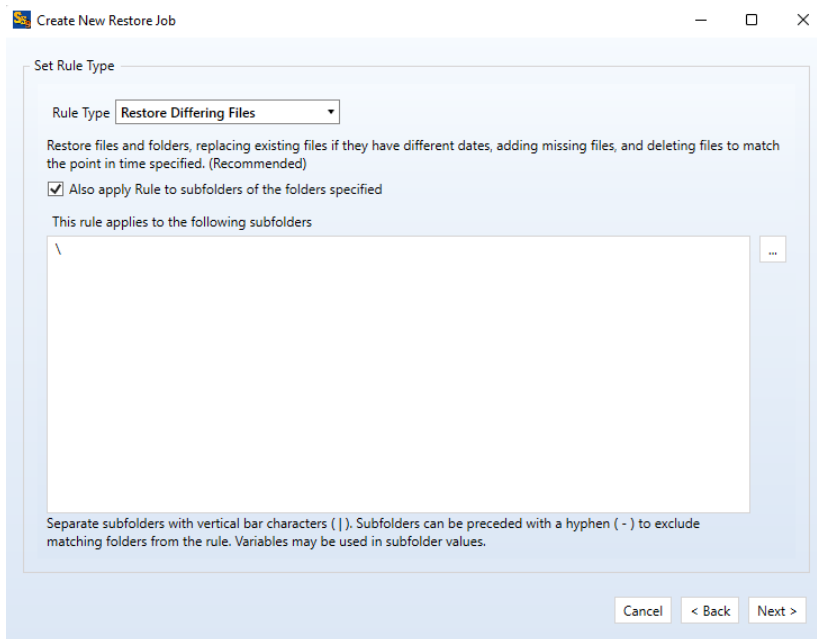 Create New Restore Job
Set Rule Type
Rule Type Restore Differing Files
Restore files and folders, replacing existing files if they have different dates, adding missing files, and deleting files to match
the point in time specified. (Recommended)
Also apply Rule to subfolders of the folders specified
This rule applies to the following subfolders
\
...
Separate subfolders with vertical bar characters ( | ). Subfolders can be preceded with a hyphen ( - ) to exclude
matching folders from the rule. Variables may be used in subfolder values.
Cancel < Back Next >